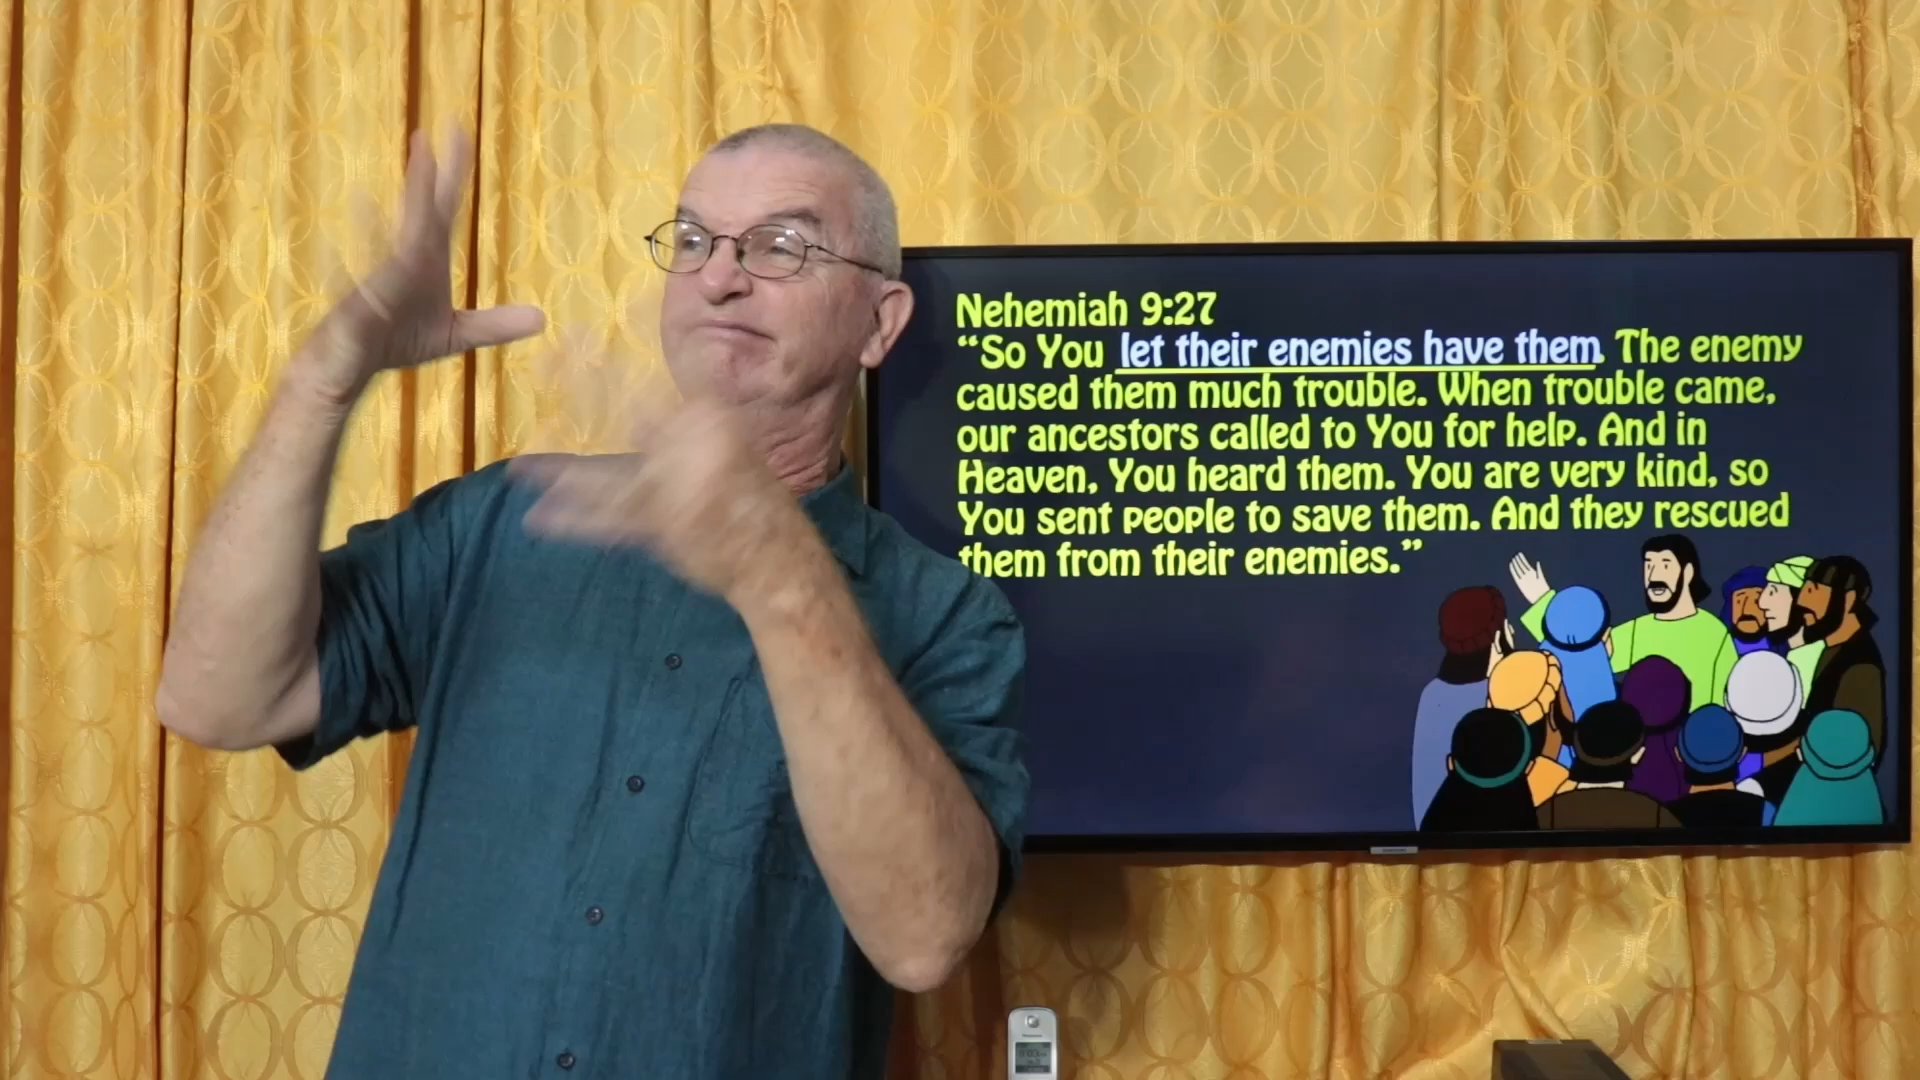 Nehemiah 9:27
“So You let their enemies have them. The enemy
caused them much trouble. When trouble came,
our ancestors called to You for help. And in
Heaven, You heard them. You are very kind, so
You sent people to save them. And they rescued
them from their enemies.”